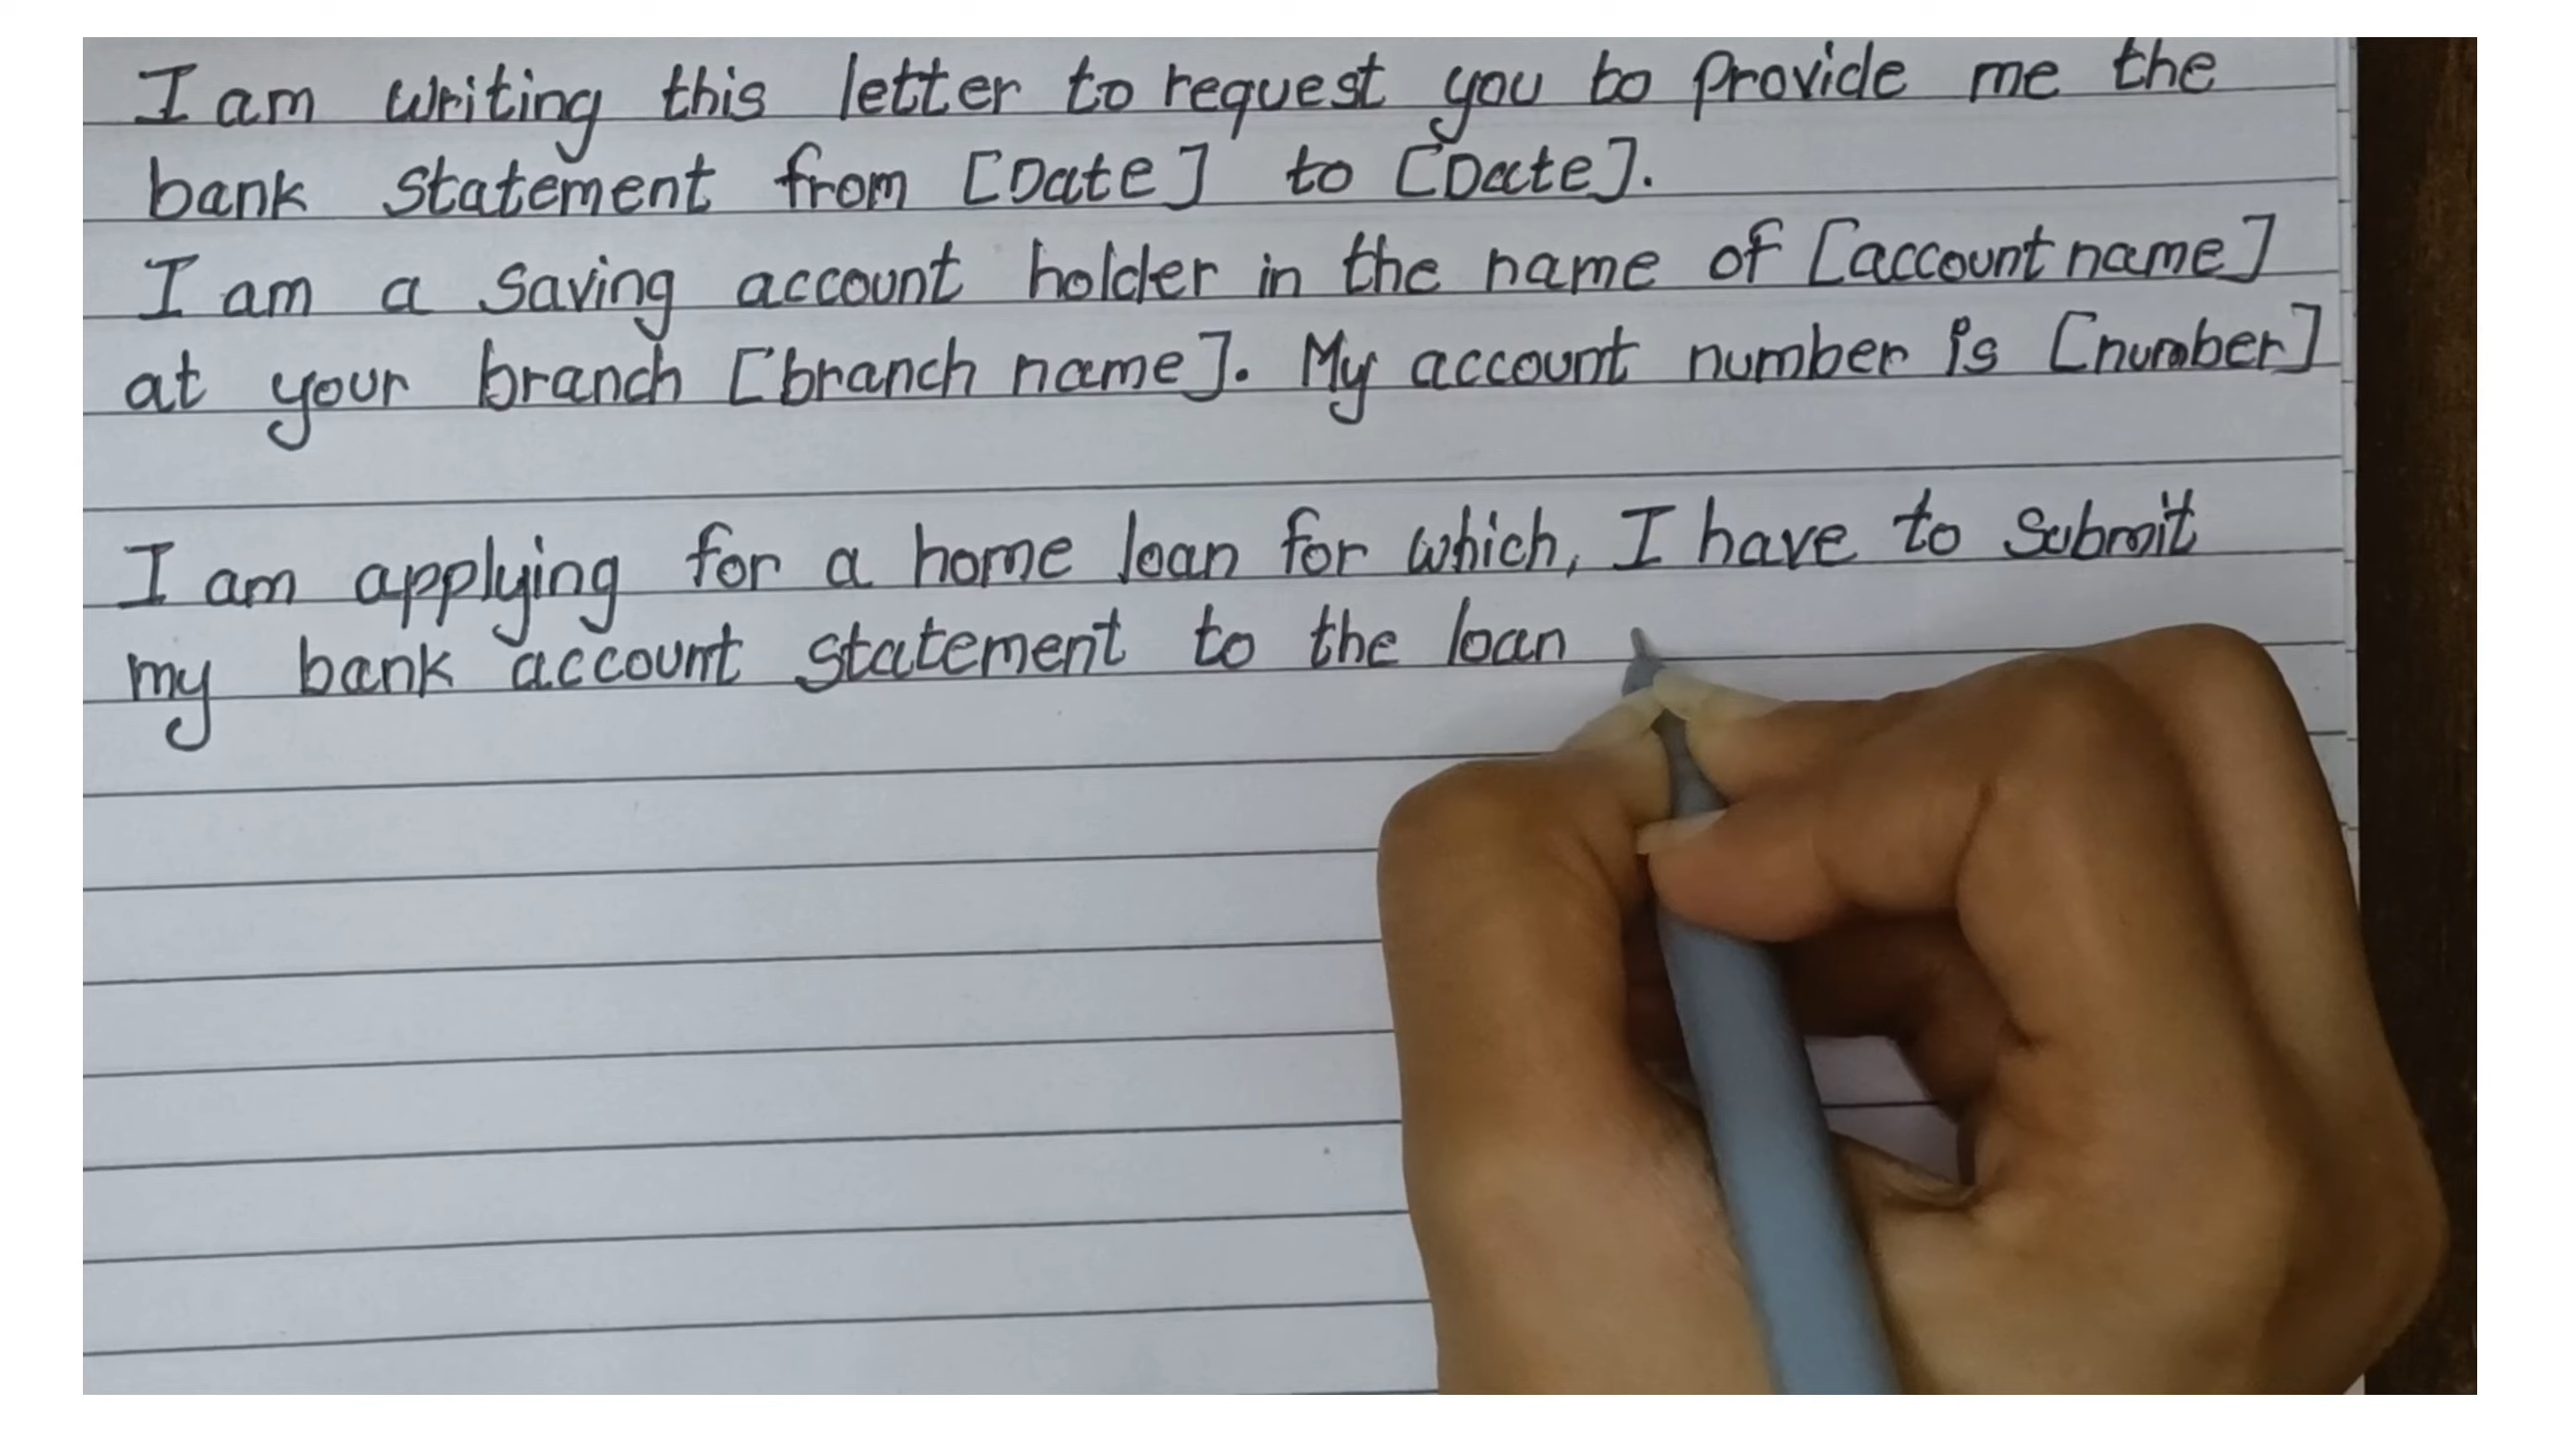 I am writing this letter to request you to provide me the
bank statement from [Date] to [Date].
I am a saving account holder in the name of [account name]
at your branch [branch name]. My account number is [number]
I am applying for a home loan for which, I have to submit
my bank account statement to the loan